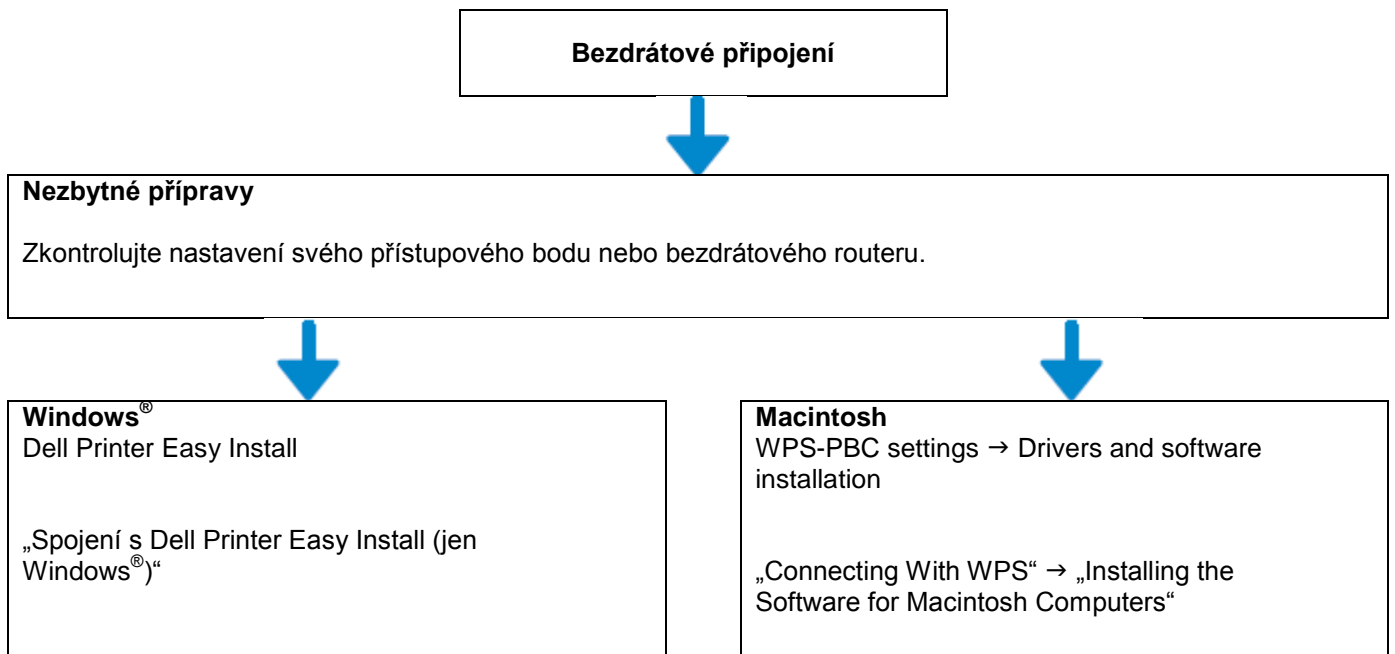 Bezdrátové připojení
Nezbytné přípravy
Zkontrolujte nastavení svého přístupového bodu nebo bezdrátového routeru.
Windows®
Dell Printer Easy Install
„Spojení s Dell Printer Easy Install (jen
Windows®)“
Macintosh
WPS-PBC settings → Drivers and software
installation
„Connecting With WPS“ → „Installing the
Software for Macintosh Computers“